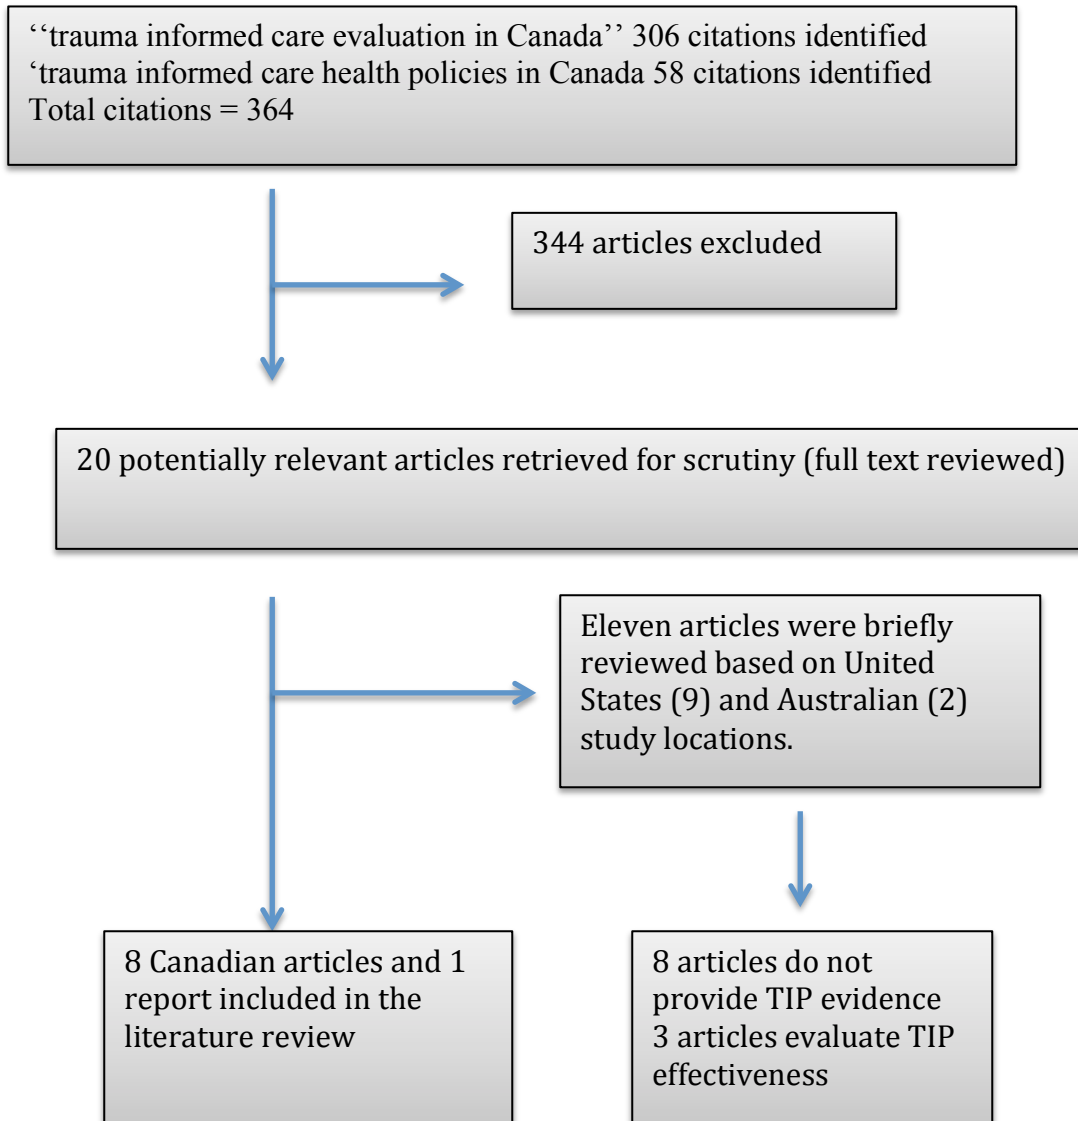 ‘‘trauma informed care evaluation in Canada’’ 306 citations identified
‘trauma informed care health policies in Canada 58 citations identified
Total citations = 364
344 articles excluded
20 potentially relevant articles retrieved for scrutiny (full text reviewed)
Eleven articles were briefly
reviewed based on United
States (9) and Australian (2)
study locations.
8 Canadian articles and 1
report included in the
literature review
8 articles do not
provide TIP evidence
3 articles evaluate TIP
effectiveness